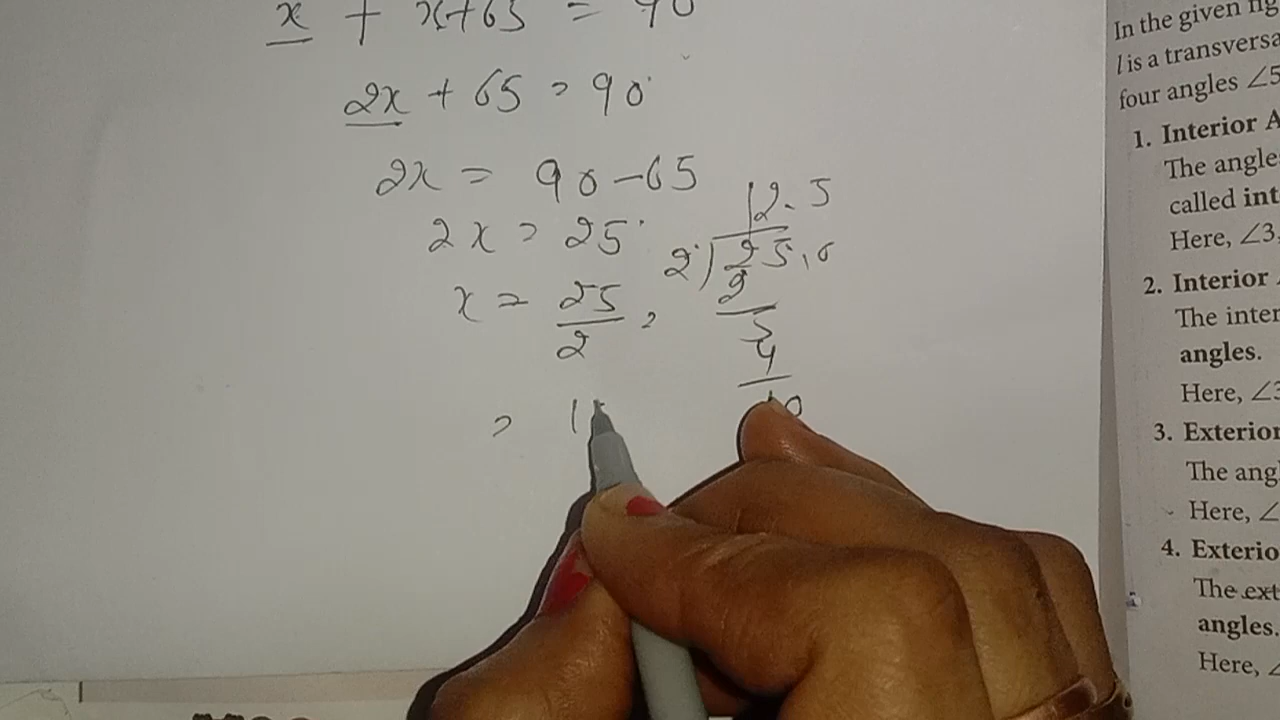 x + x+65 = 90
2x + 65 = 90
2x = 90 - 65
2x = 25
x = 25/2 =
12.5
2)25.0
2
5
4
10
= 1
In the given
l is a transversa
four angles ∠5
1. Interior A
The angle
called int
Here, ∠3,
2. Interior
The inter
angles.
Here, ∠3
3. Exterior
The ang
Here, ∠
4. Exterio
The ext
angles.
Here, ∠